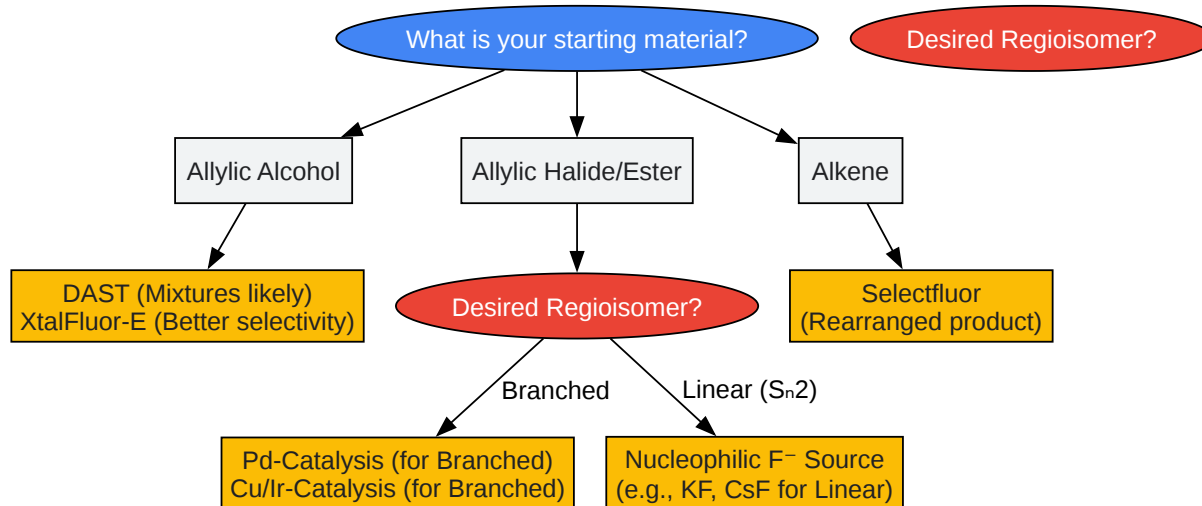 What is your starting material?
Desired Regioisomer?
Allylic Alcohol
Allylic Halide/Ester
Alkene
DAST (Mixtures likely)
XtalFluor-E (Better selectivity)
Desired Regioisomer?
Selectfluor
(Rearranged product)
Branched
Linear (Sₙ2)
Pd-Catalysis (for Branched)
Cu/Ir-Catalysis (for Branched)
Nucleophilic F⁻ Source
(e.g., KF, CsF for Linear)